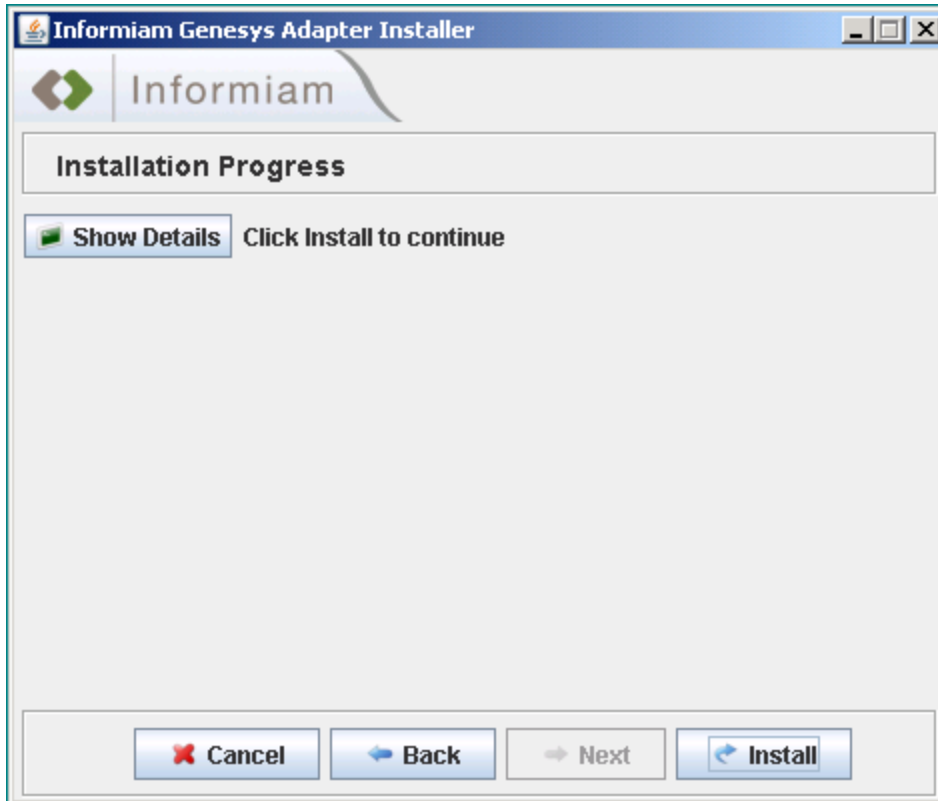 Informiam Genesys Adapter Installer
Informiam
Installation Progress
Show Details Click Install to continue
Cancel Back Next Install